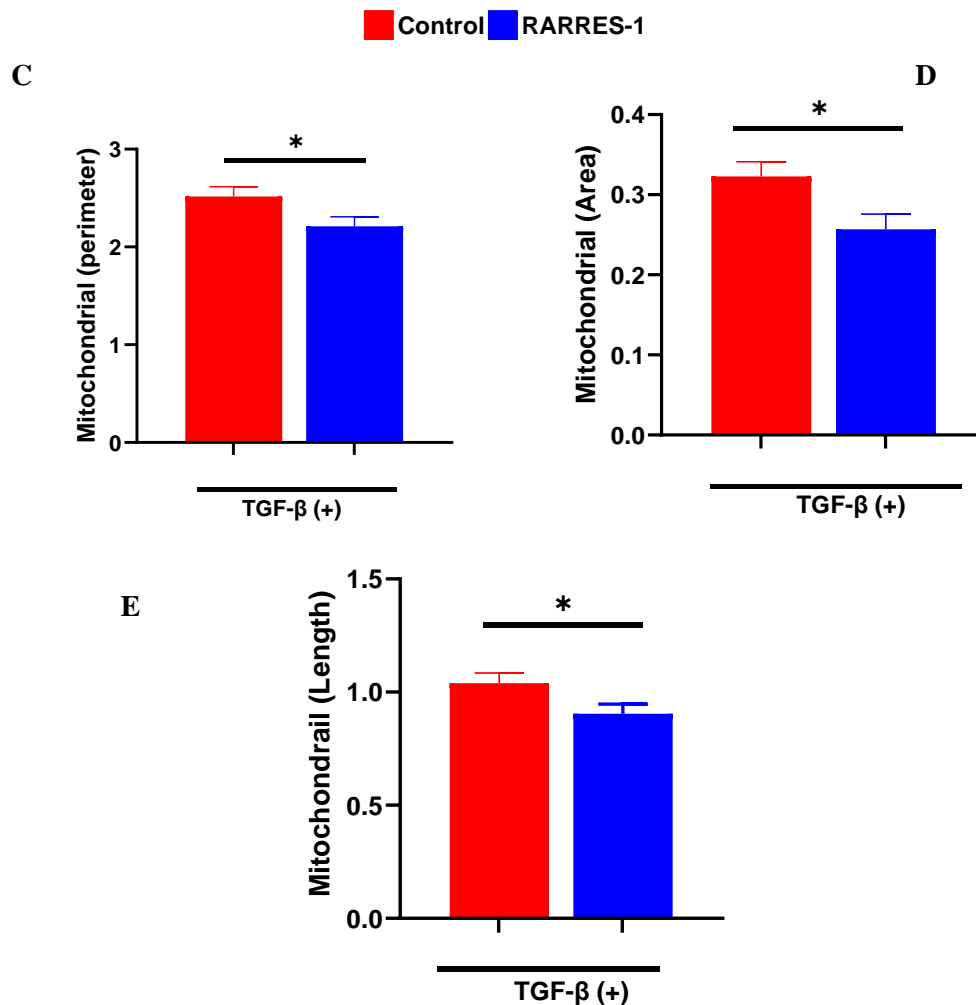 Control RARRES-1
C
Mitochondrial (perimeter)
3
2
1
0
*
TGF-β (+)
D
Mitochondrial (Area)
0.4
0.3
0.2
0.1
0.0
*
TGF-β (+)
E
Mitochondrail (Length)
1.5
1.0
0.5
0.0
*
TGF-β (+)